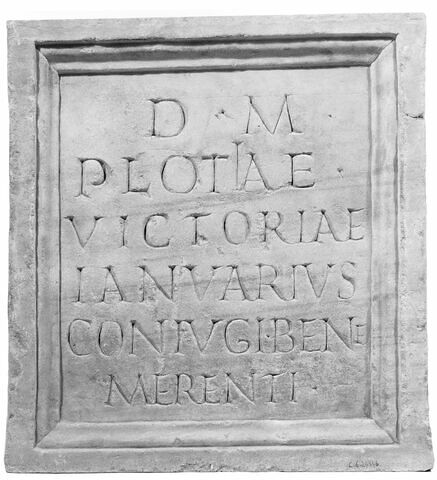 D · M
PLOTIAE ·
VICTORIAE
IANVARIVS
CONIVGI·BENE
MERENTI ·